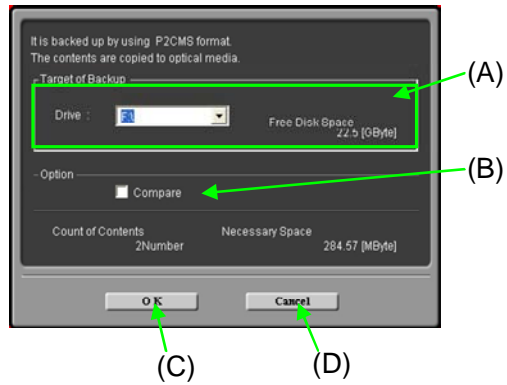 It is backed up by using P2CMS format.
The contents are copied to optical media.
Target of Backup
(A)
Drive : F:\ Free Disk Space
22.5 [GByte]
(B)
Option
Compare
Count of Contents Necessary Space
2Number 284.57 [MByte]
O K Cancel
(C) (D)